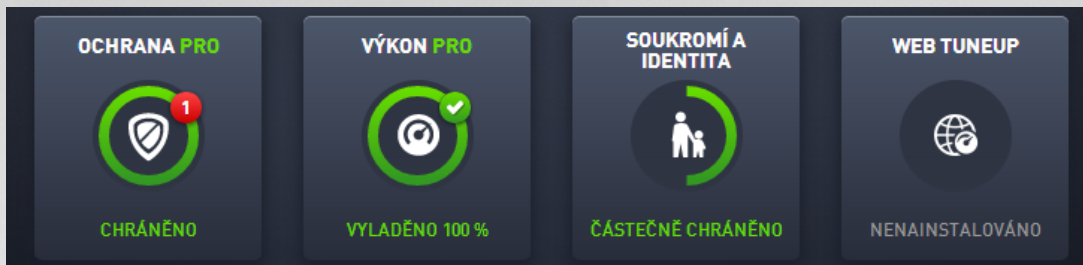 OCHRANA PRO
1
CHRÁNĚNO
VÝKON PRO
VYLADĚNO 100 %
SOUKROMÍ A
IDENTITA
ČÁSTEČNĚ CHRÁNĚNO
WEB TUNEUP
NENAINSTALOVÁNO